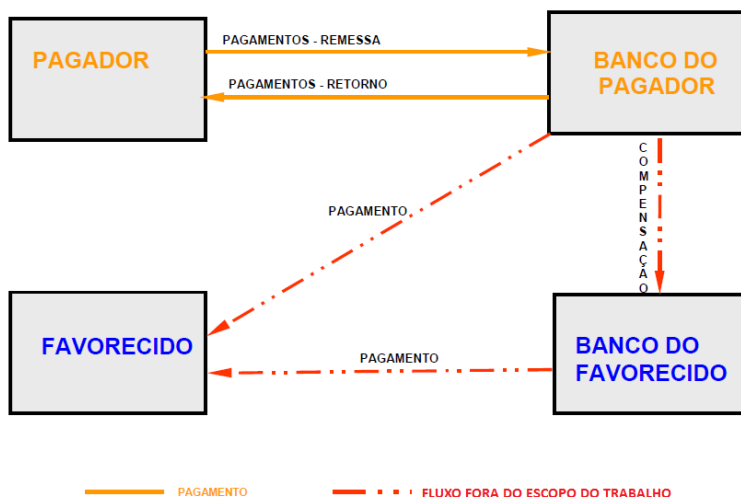 PAGAMENTOS - REMESSA
PAGADOR
BANCO DO
PAGADOR
PAGAMENTOS - RETORNO
COMPENSAÇÃO
PAGAMENTO
FAVORECIDO
BANCO DO
FAVORECIDO
PAGAMENTO
PAGAMENTO
FLUXO FORA DO ESCOPO DO TRABALHO